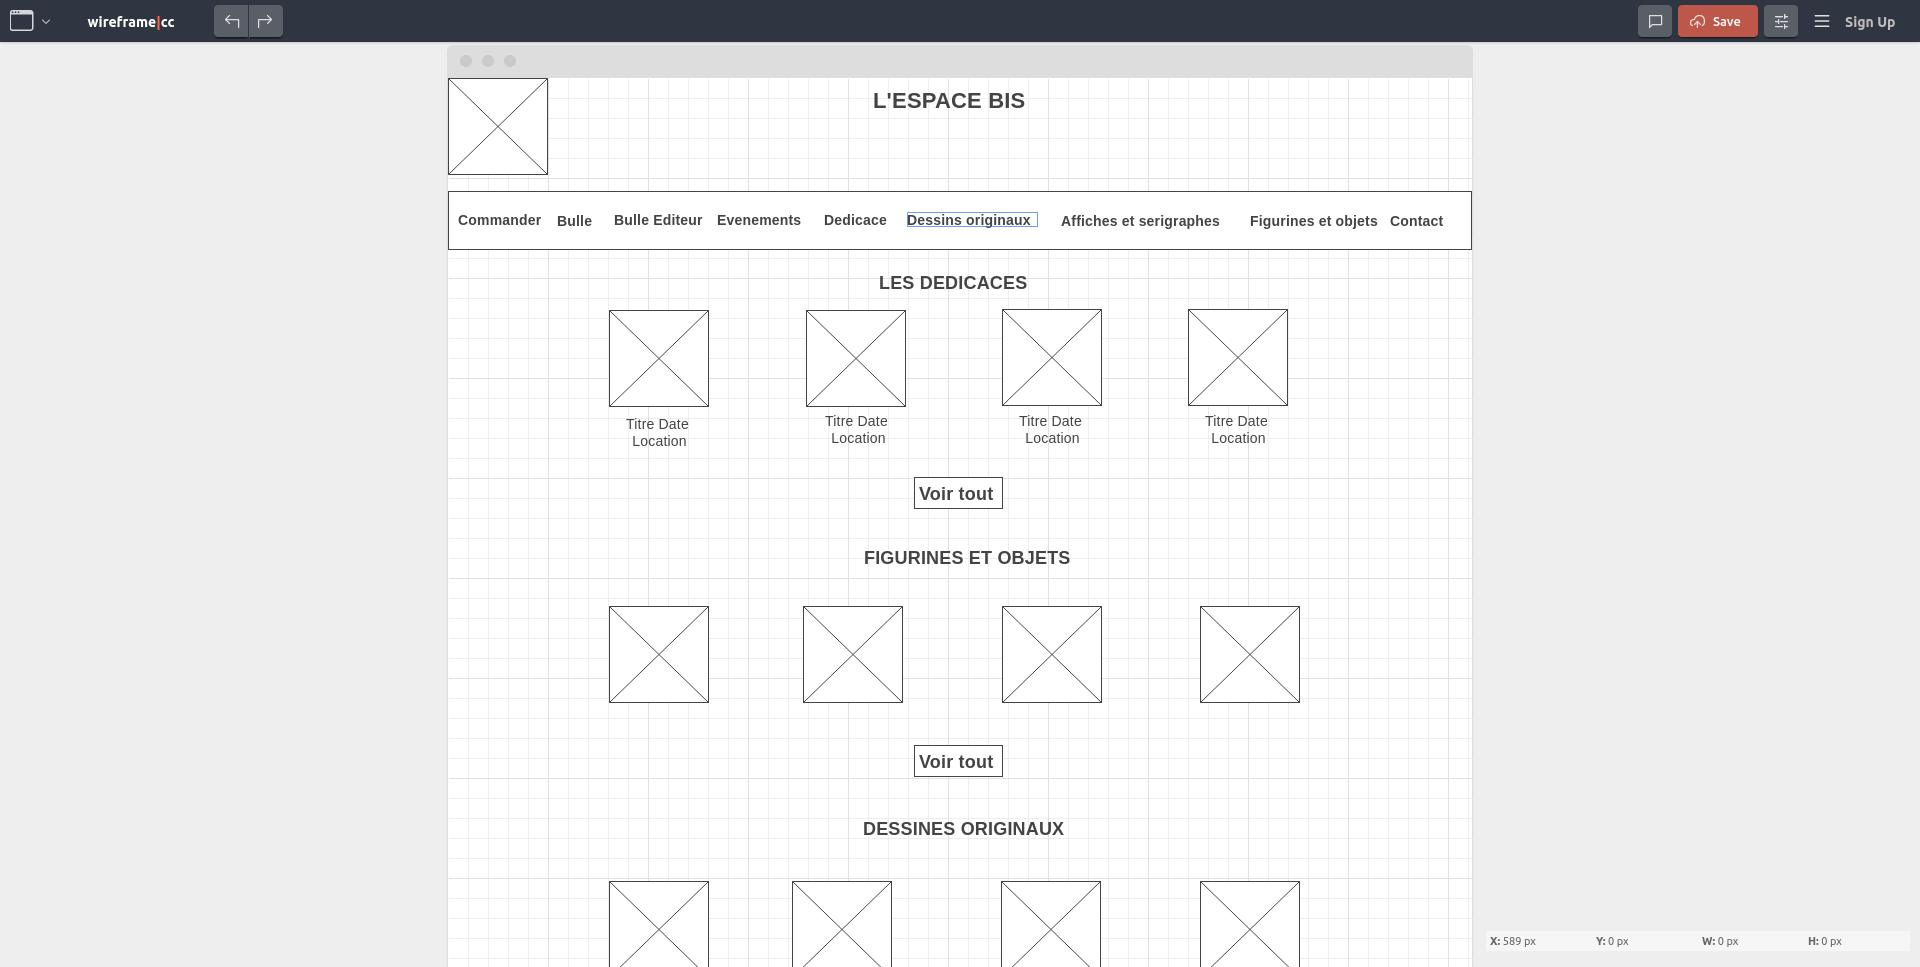 wireframe|cc
Save
Sign Up
L'ESPACE BIS
Commander Bulle Bulle Editeur Evenements Dedicace Dessins originaux Affiches et serigraphes Figurines et objets Contact
LES DEDICACES
Titre Date Titre Date Titre Date Titre Date
Location Location Location Location
Voir tout
FIGURINES ET OBJETS
Voir tout
DESSINES ORIGINAUX
X: 589 px Y: 0 px W: 0 px H: 0 px